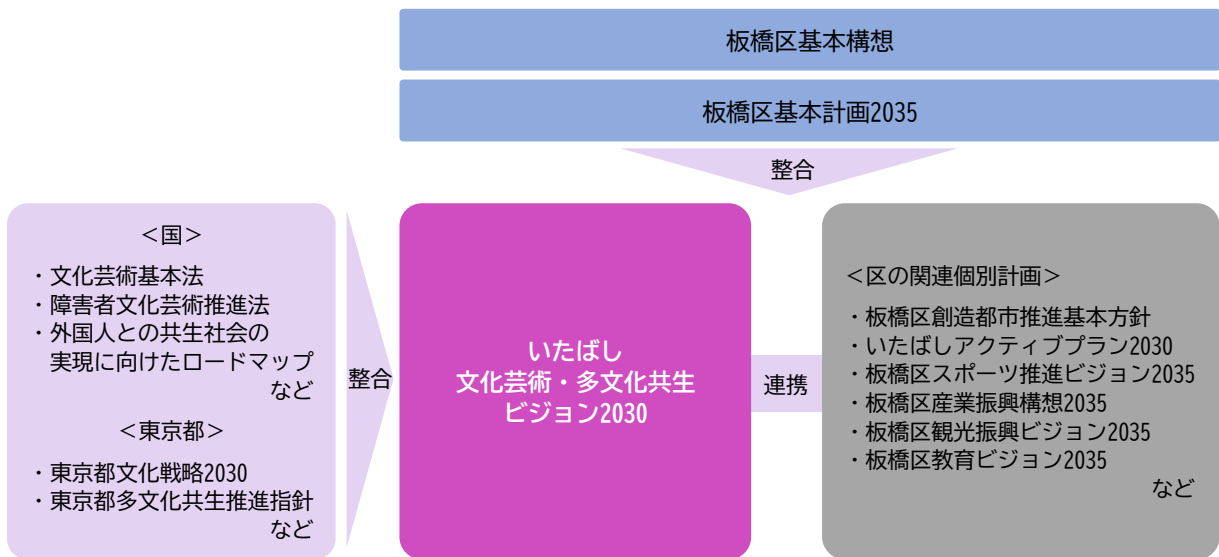 板橋区基本構想
板橋区基本計画2035
整合
＜国＞
・文化芸術基本法
・障害者文化芸術推進法
・外国人との共生社会の
実現に向けたロードマップ
など
＜東京都＞
・東京都文化戦略2030
・東京都多文化共生推進指針
など
整合
いたばし
文化芸術・多文化共生
ビジョン2030
連携
＜区の関連個別計画＞
・板橋区創造都市推進基本方針
・いたばしアクティブプラン2030
・板橋区スポーツ推進ビジョン2035
・板橋区産業振興構想2035
・板橋区観光振興ビジョン2035
・板橋区教育ビジョン2035
など